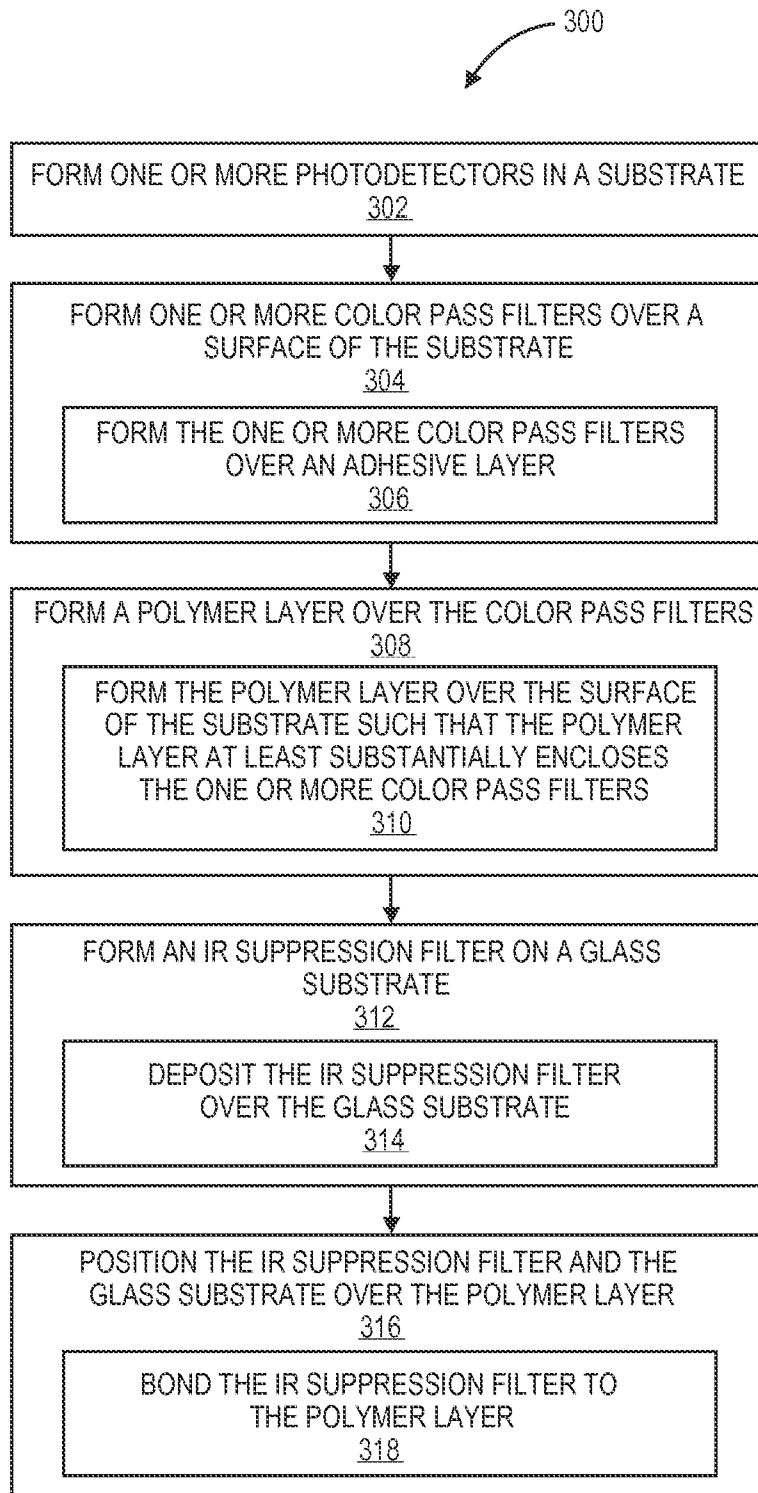 300
FORM ONE OR MORE PHOTODETECTORS IN A SUBSTRATE
302
FORM ONE OR MORE COLOR PASS FILTERS OVER A
SURFACE OF THE SUBSTRATE
304
FORM THE ONE OR MORE COLOR PASS FILTERS
OVER AN ADHESIVE LAYER
306
FORM A POLYMER LAYER OVER THE COLOR PASS FILTERS
308
FORM THE POLYMER LAYER OVER THE SURFACE
OF THE SUBSTRATE SUCH THAT THE POLYMER
LAYER AT LEAST SUBSTANTIALLY ENCLOSES
THE ONE OR MORE COLOR PASS FILTERS
310
FORM AN IR SUPPRESSION FILTER ON A GLASS
SUBSTRATE
312
DEPOSIT THE IR SUPPRESSION FILTER
OVER THE GLASS SUBSTRATE
314
POSITION THE IR SUPPRESSION FILTER AND THE
GLASS SUBSTRATE OVER THE POLYMER LAYER
316
BOND THE IR SUPPRESSION FILTER TO
THE POLYMER LAYER
318